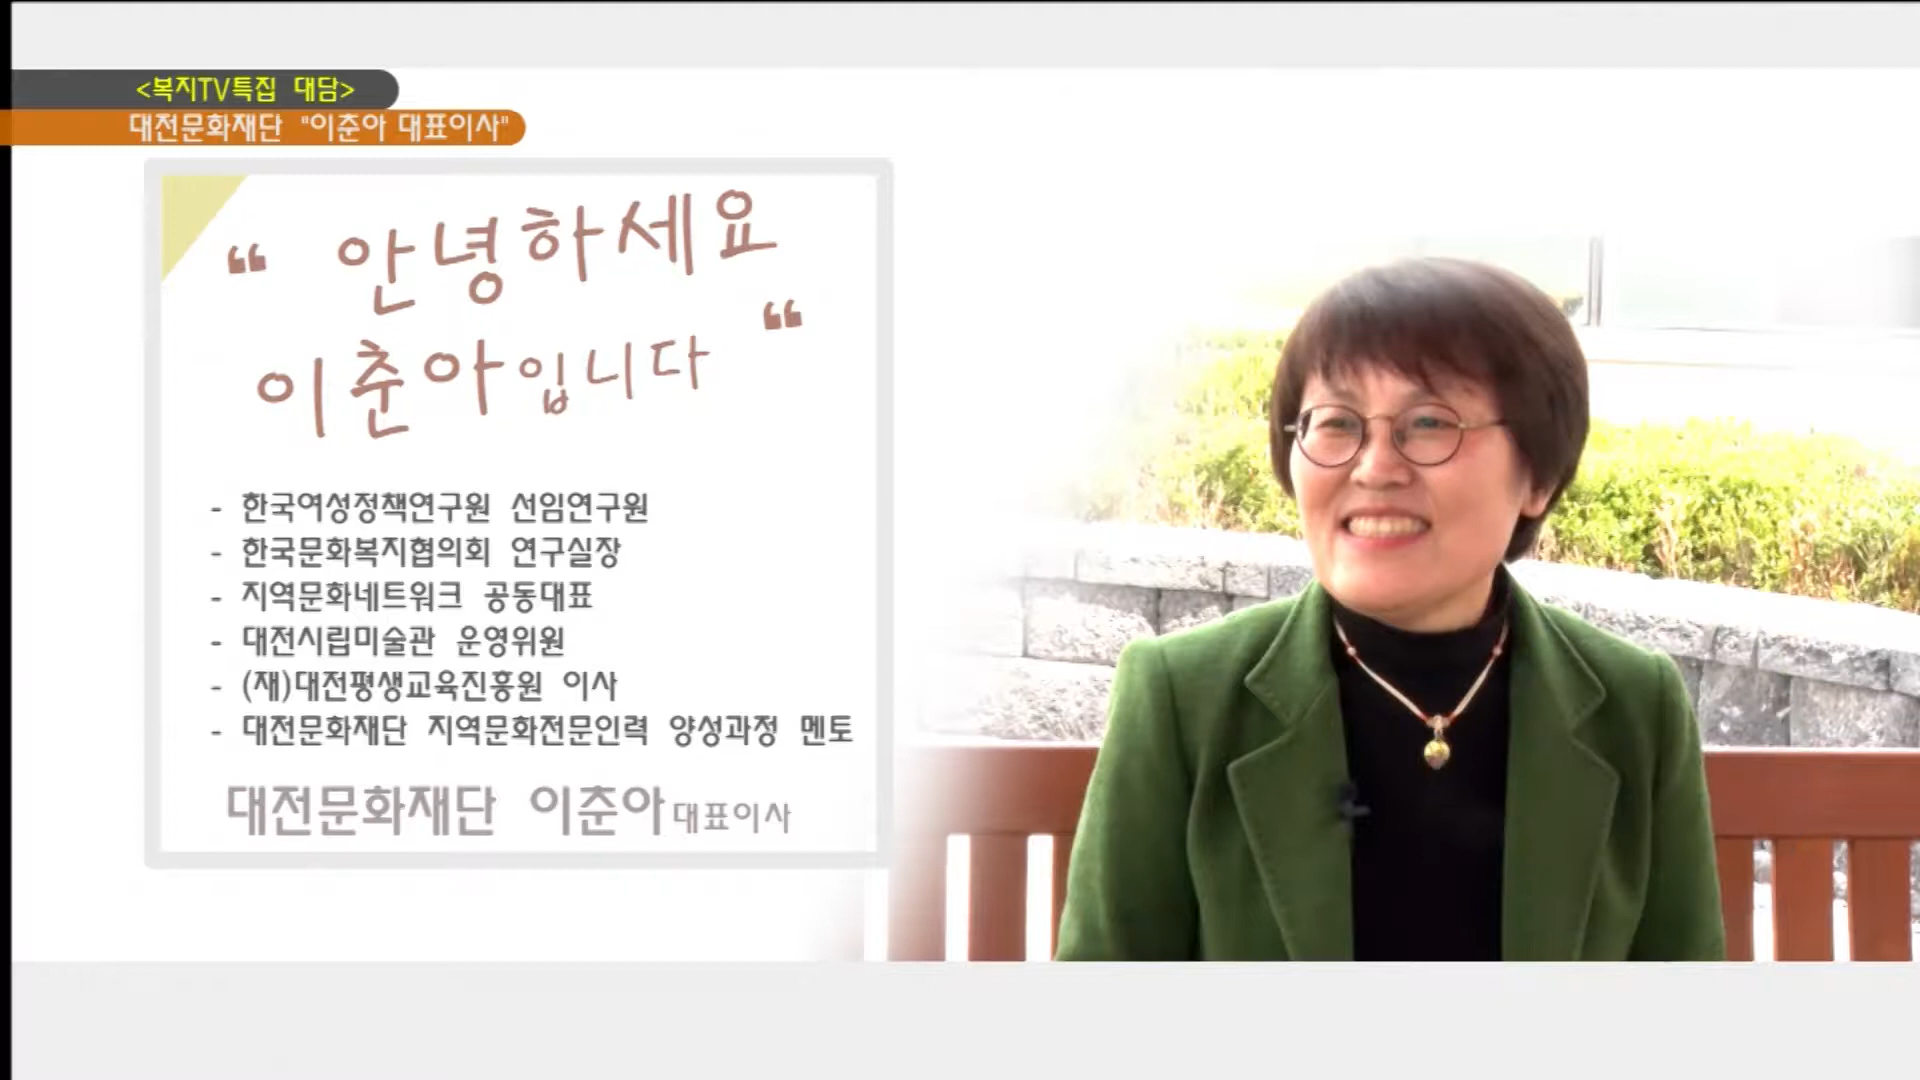 <복지TV특집 대담>
대전문화재단 "이춘아 대표이사"
“ 안녕하세요
이춘아입니다 “
- 한국여성정책연구원 선임연구원
- 한국문화복지협의회 연구실장
- 지역문화네트워크 공동대표
- 대전시립미술관 운영위원
- (재)대전평생교육진흥원 이사
- 대전문화재단 지역문화전문인력 양성과정 멘토
대전문화재단 이춘아 대표이사